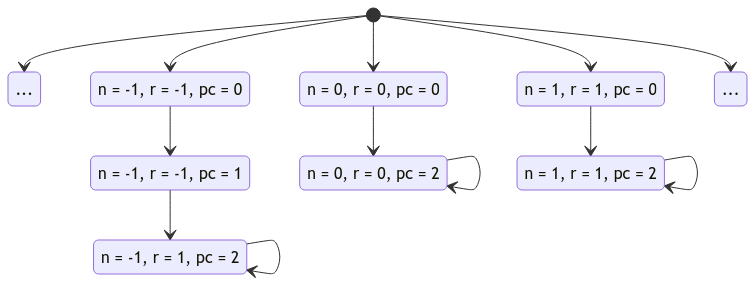 ...
n = -1, r = -1, pc = 0
n = 0, r = 0, pc = 0
n = 1, r = 1, pc = 0
...
n = -1, r = -1, pc = 1
n = 0, r = 0, pc = 2
n = 1, r = 1, pc = 2
n = -1, r = 1, pc = 2